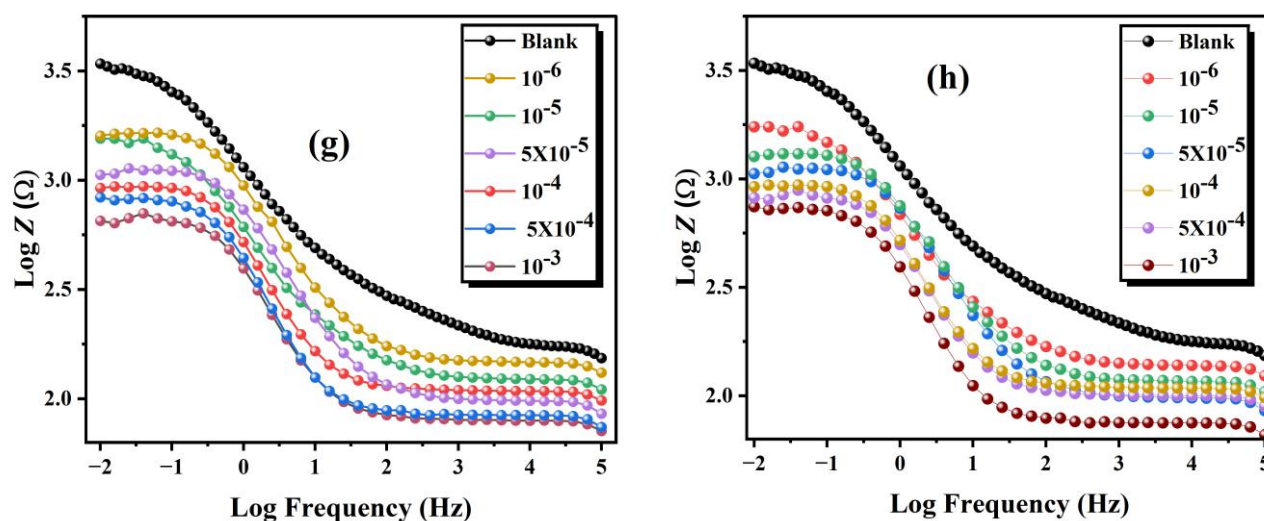 (g)
Blank
10⁻⁶
10⁻⁵
5X10⁻⁵
10⁻⁴
5X10⁻⁴
10⁻³
3.5
3.0
2.5
2.0
Log Z (Ω)
−2 −1 0 1 2 3 4 5
Log Frequency (Hz)
(h)
Blank
10⁻⁶
10⁻⁵
5X10⁻⁵
10⁻⁴
5X10⁻⁴
10⁻³
3.5
3.0
2.5
2.0
Log Z (Ω)
−2 −1 0 1 2 3 4 5
Log Frequency (Hz)